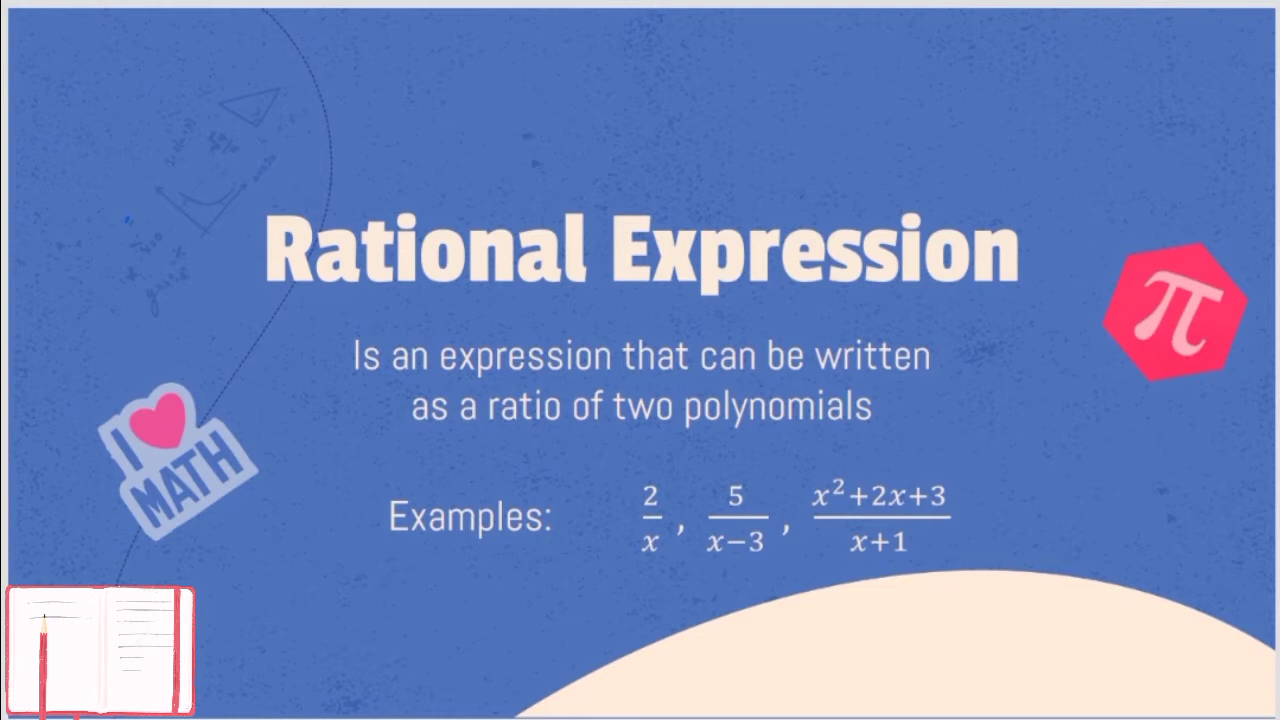 Rational Expression
Is an expression that can be written
as a ratio of two polynomials
Examples: 2/x , 5/(x−3) , (x²+2x+3)/(x+1)
π
I
MATH